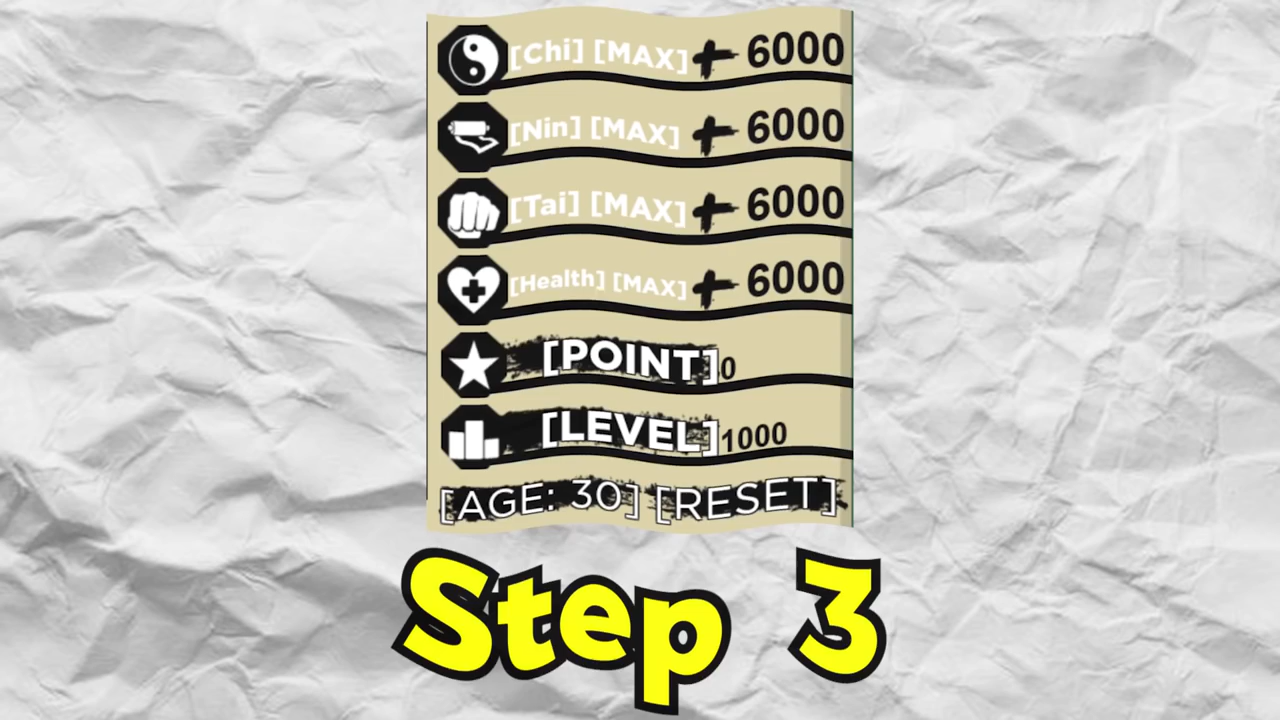 [Chi] [MAX] + 6000
[Nin] [MAX] + 6000
[Tai] [MAX] + 6000
[Health] [MAX] + 6000
[POINT] 0
[LEVEL] 1000
[AGE: 30] [RESET]
Step 3